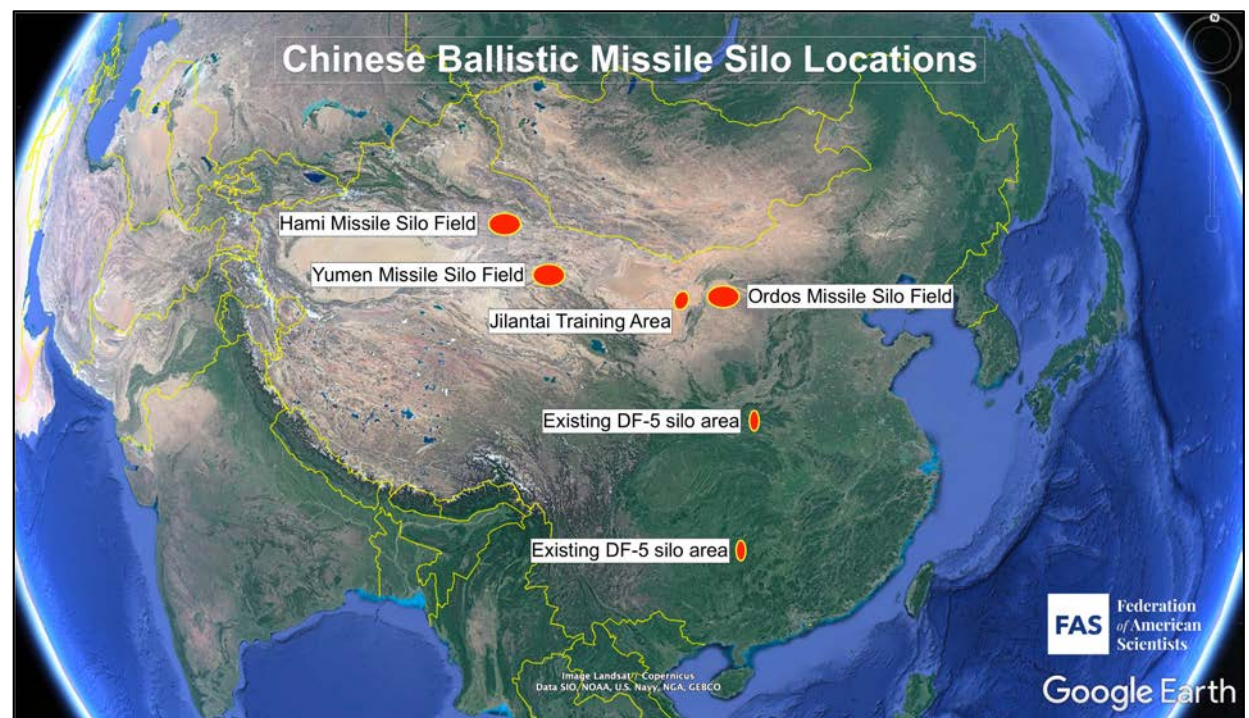 N
Chinese Ballistic Missile Silo Locations
Hami Missile Silo Field
Yumen Missile Silo Field
Ordos Missile Silo Field
Jilantai Training Area
Existing DF-5 silo area
Existing DF-5 silo area
FAS
Federation
of American
Scientists
Image Landsat / Copernicus
Data SIO, NOAA, U.S. Navy, NGA, GEBCO
Google Earth